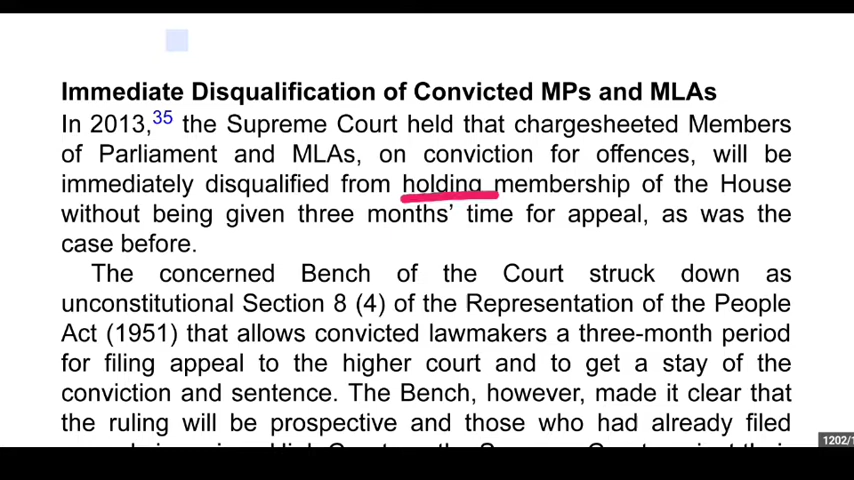 Immediate Disqualification of Convicted MPs and MLAs
In 2013,35 the Supreme Court held that chargesheeted Members
of Parliament and MLAs, on conviction for offences, will be
immediately disqualified from holding membership of the House
without being given three months’ time for appeal, as was the
case before.
The concerned Bench of the Court struck down as
unconstitutional Section 8 (4) of the Representation of the People
Act (1951) that allows convicted lawmakers a three-month period
for filing appeal to the higher court and to get a stay of the
conviction and sentence. The Bench, however, made it clear that
the ruling will be prospective and those who had already filed
1202/1